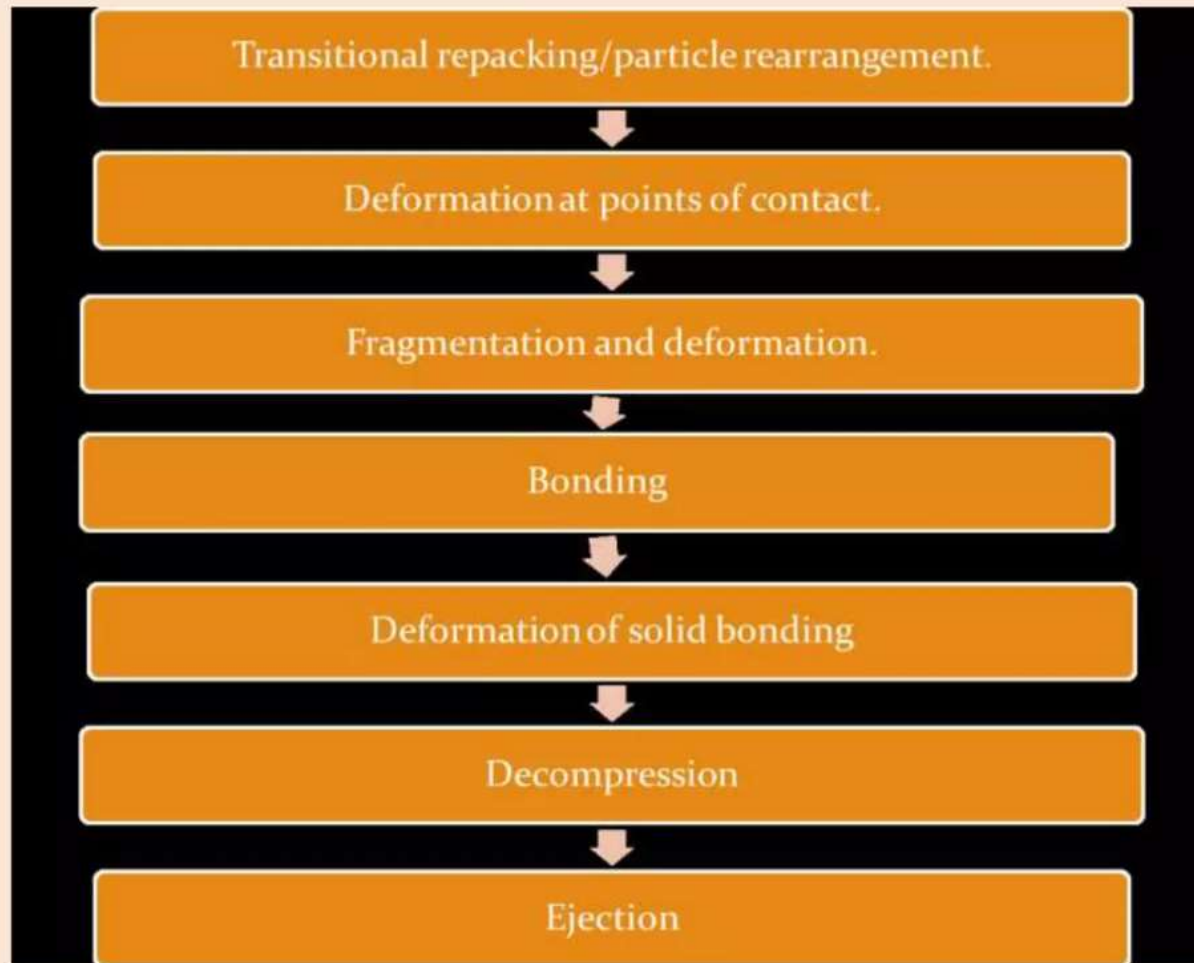 Transitional repacking/particle rearrangement.
Deformation at points of contact.
Fragmentation and deformation.
Bonding
Deformation of solid bonding
Decompression
Ejection